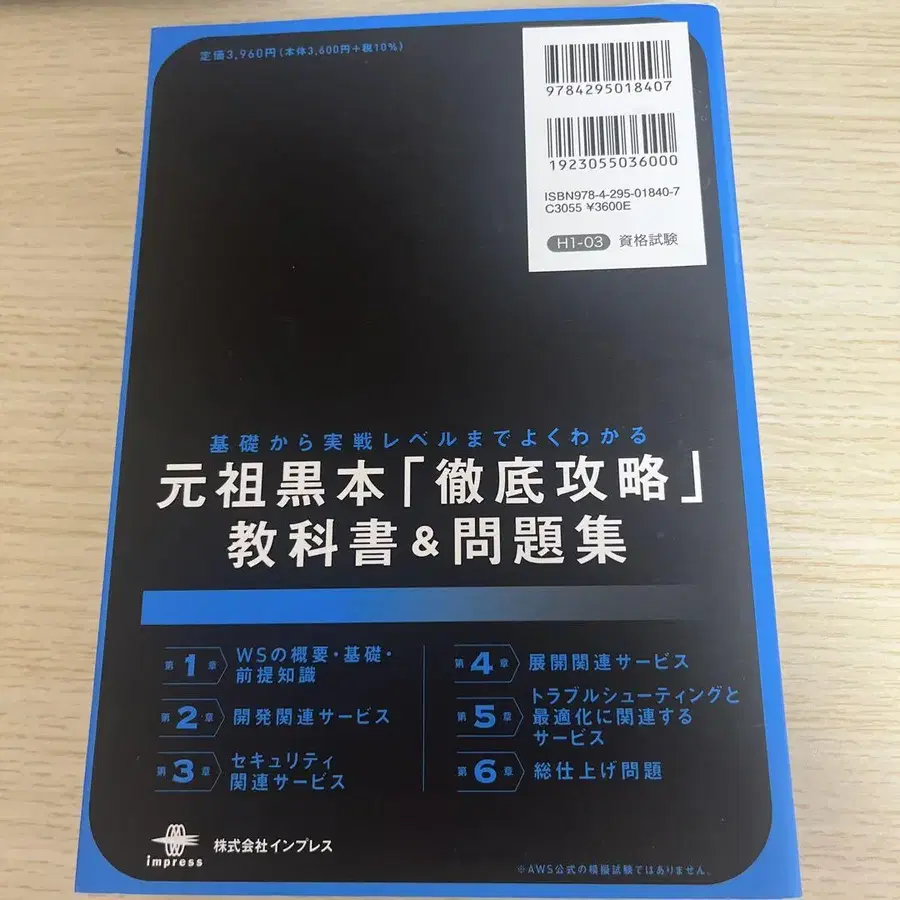 定価3,960円(本体3,600円+税10%)
9784295018407
1923055036000
ISBN978-4-295-01840-7
C3055 ¥3600E
H1-03 資格試験
基礎から実戦レベルまでよくわかる
元祖黒本「徹底攻略」
教科書&問題集
第1章 WSの概要・基礎・
前提知識
第2章 開発関連サービス
第3章 セキュリティ
関連サービス
第4章 展開関連サービス
第5章 トラブルシューティングと
最適化に関連する
サービス
第6章 総仕上げ問題
impress 株式会社インプレス
※AWS公式の模擬試験ではありません。